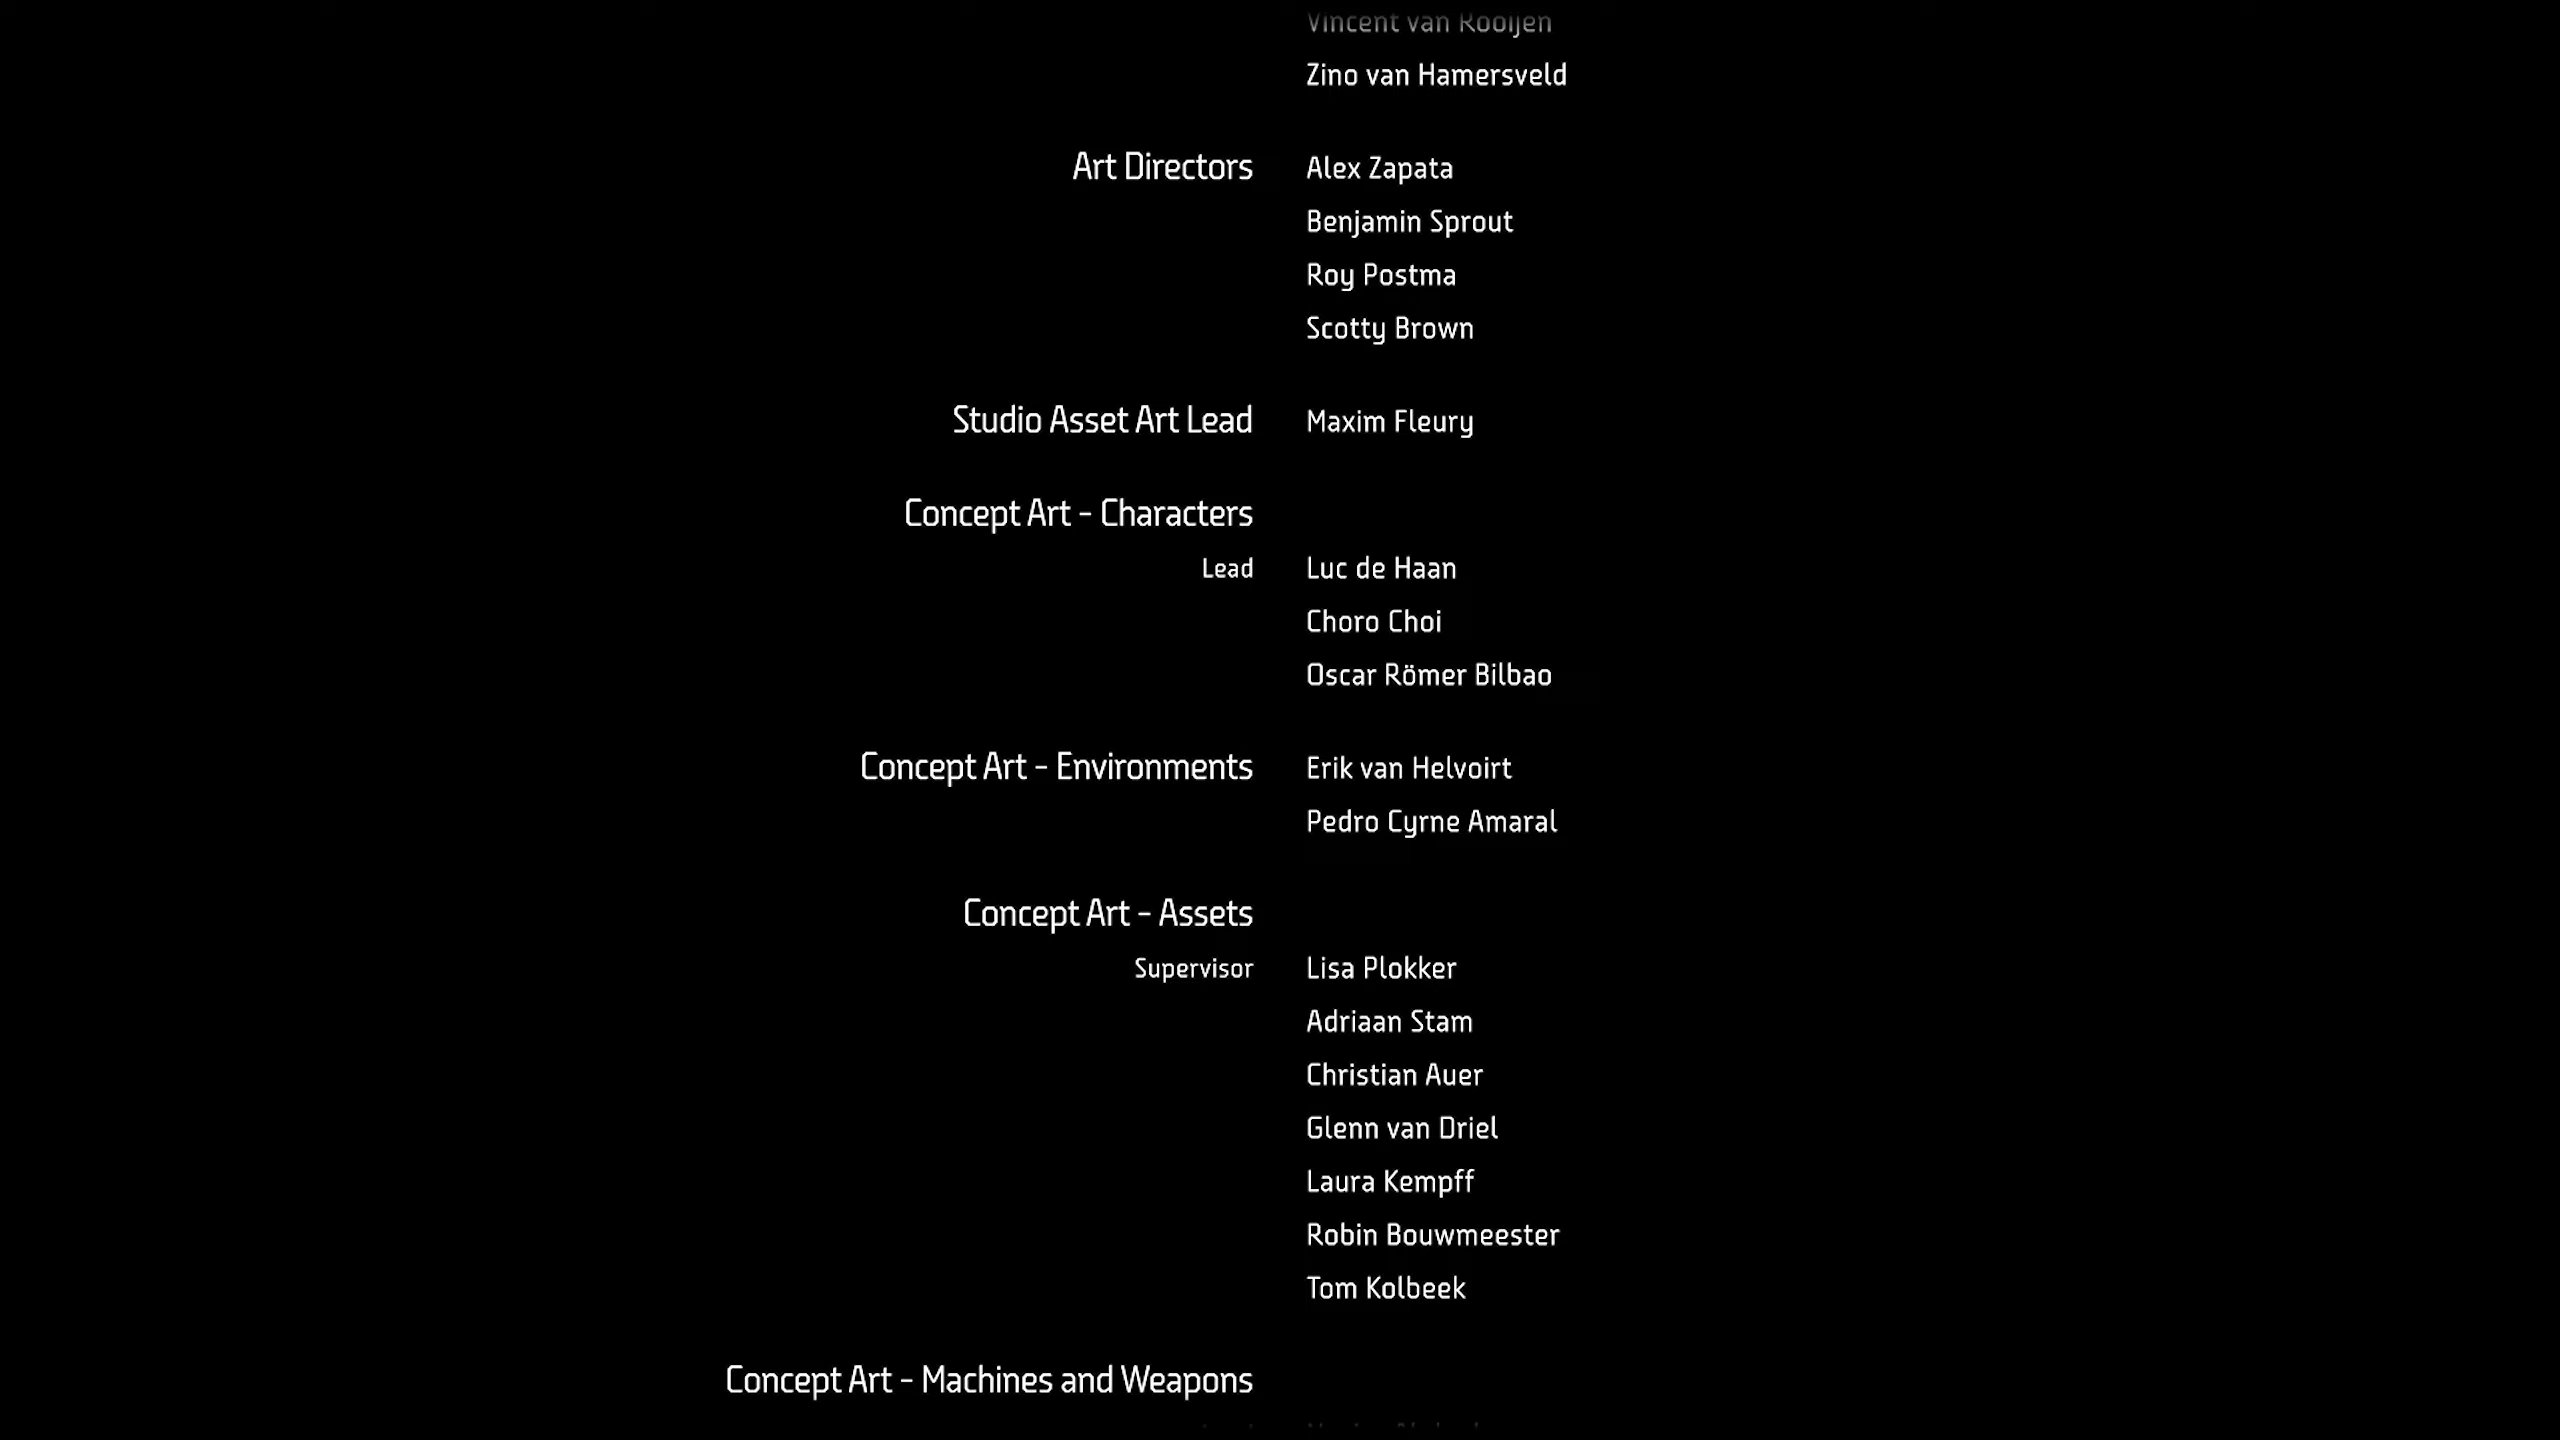 Vincent van Rooijen
Zino van Hamersveld
Art Directors Alex Zapata
Benjamin Sprout
Roy Postma
Scotty Brown
Studio Asset Art Lead Maxim Fleury
Concept Art - Characters
Lead Luc de Haan
Choro Choi
Oscar Römer Bilbao
Concept Art - Environments Erik van Helvoirt
Pedro Cyrne Amaral
Concept Art - Assets
Supervisor Lisa Plokker
Adriaan Stam
Christian Auer
Glenn van Driel
Laura Kempff
Robin Bouwmeester
Tom Kolbeek
Concept Art - Machines and Weapons